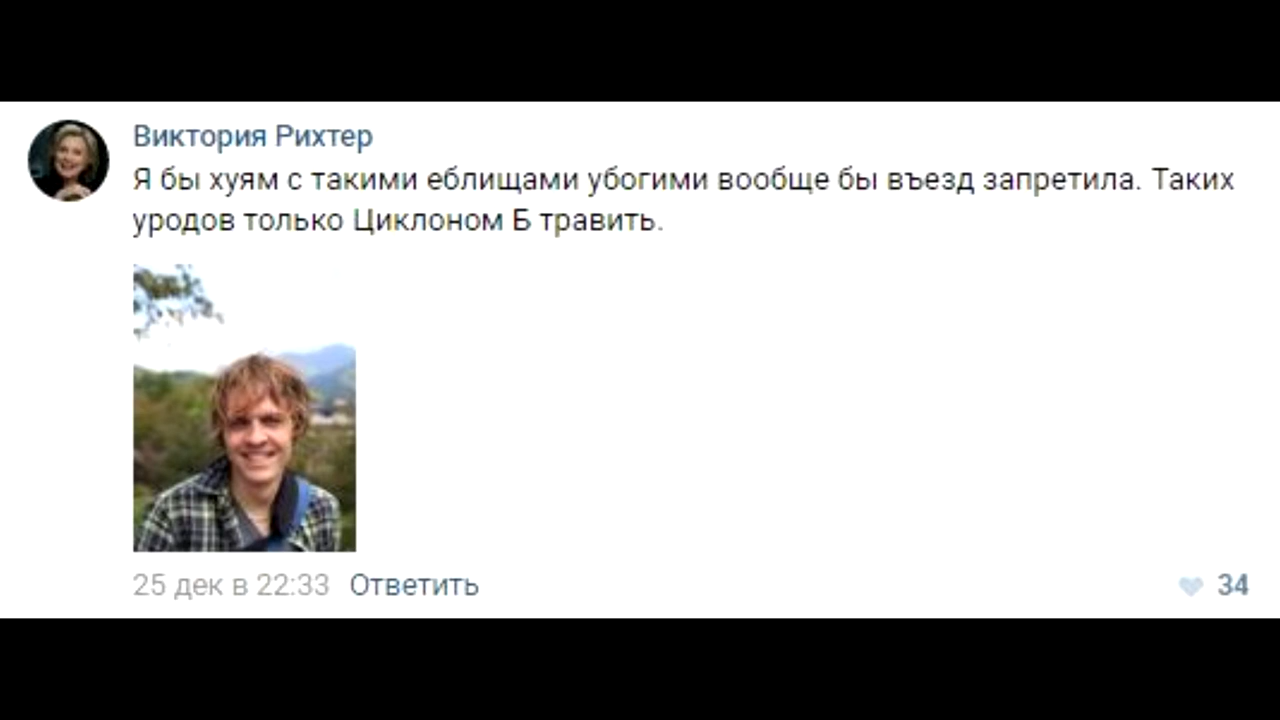 Виктория Рихтер
Я бы хуям с такими еблищами убогими вообще бы въезд запретила. Таких
уродов только Циклоном Б травить.
25 дек в 22:33 Ответить
34